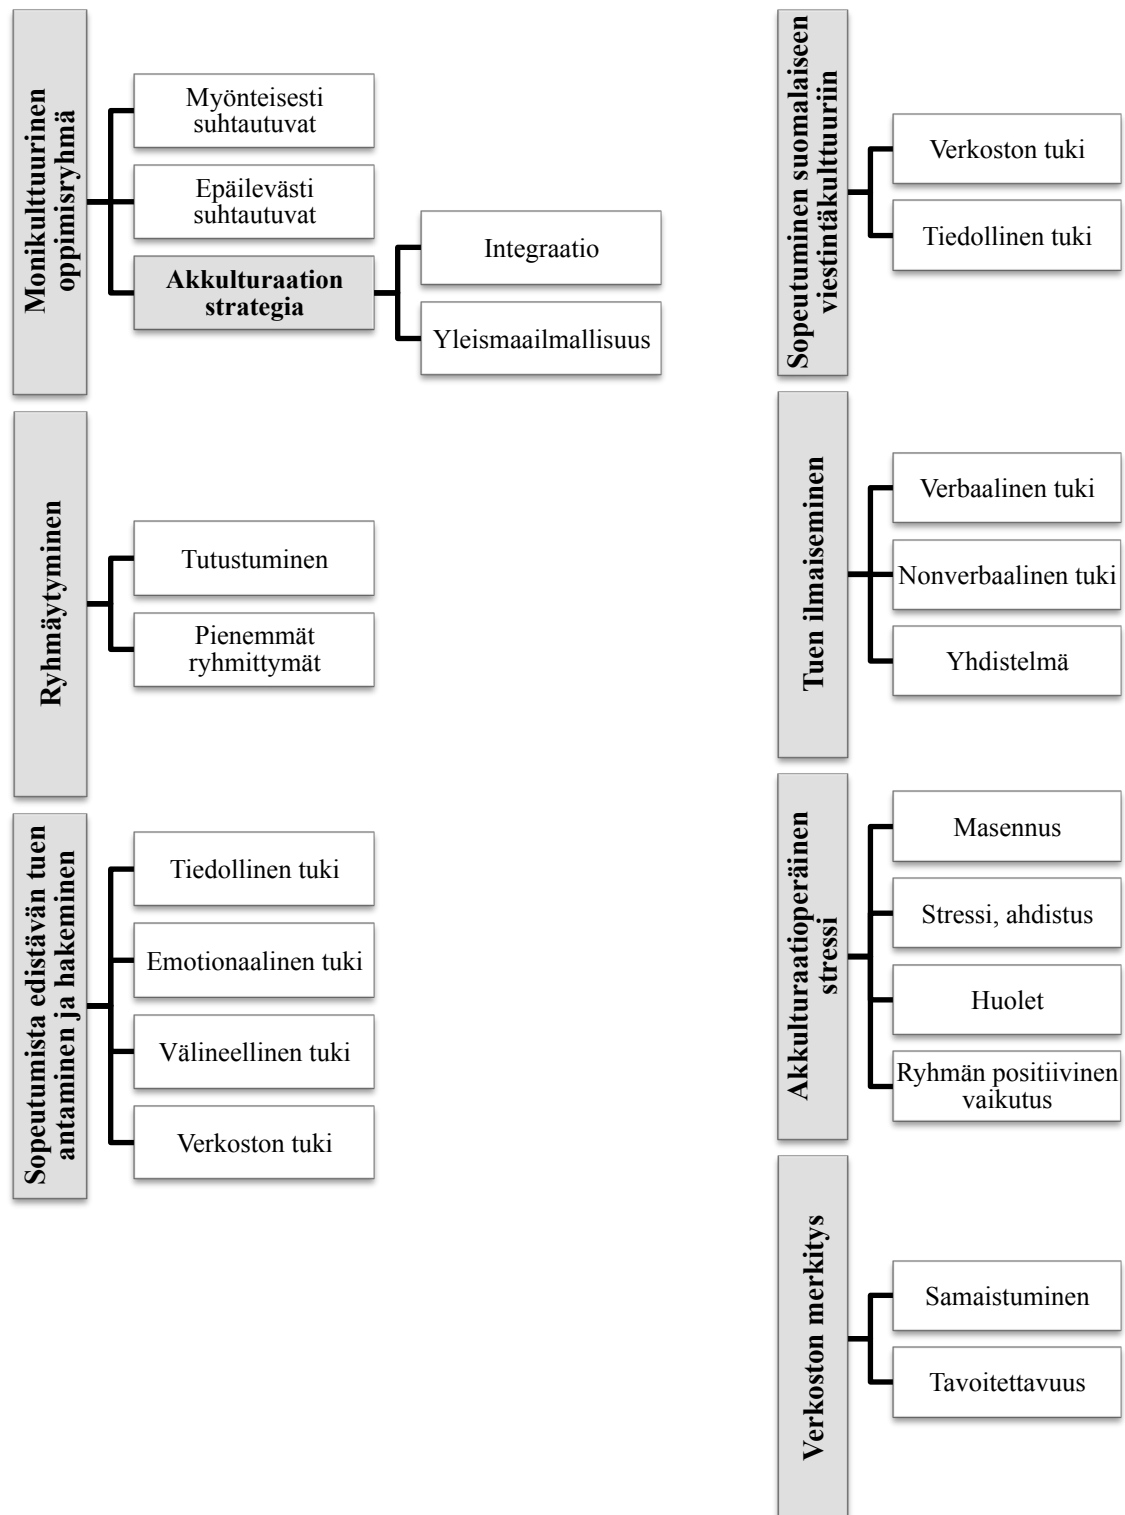 Monikulttuurinen
oppimisryhmä
Myönteisesti
suhtautuvat
Epäilevästi
suhtautuvat
Akkulturaation
strategia
Integraatio
Yleismaailmallisuus
Ryhmäytyminen
Tutustuminen
Pienemmät
ryhmittymät
Sopeutumista edistävän tuen
antaminen ja hakeminen
Tiedollinen tuki
Emotionaalinen tuki
Välineellinen tuki
Verkoston tuki
Sopeutuminen suomalaiseen
viestintäkulttuuriin
Verkoston tuki
Tiedollinen tuki
Tuen ilmaiseminen
Verbaalinen tuki
Nonverbaalinen tuki
Yhdistelmä
Akkulturaatioperäinen
stressi
Masennus
Stressi, ahdistus
Huolet
Ryhmän positiivinen
vaikutus
Verkoston merkitys
Samaistuminen
Tavoitettavuus